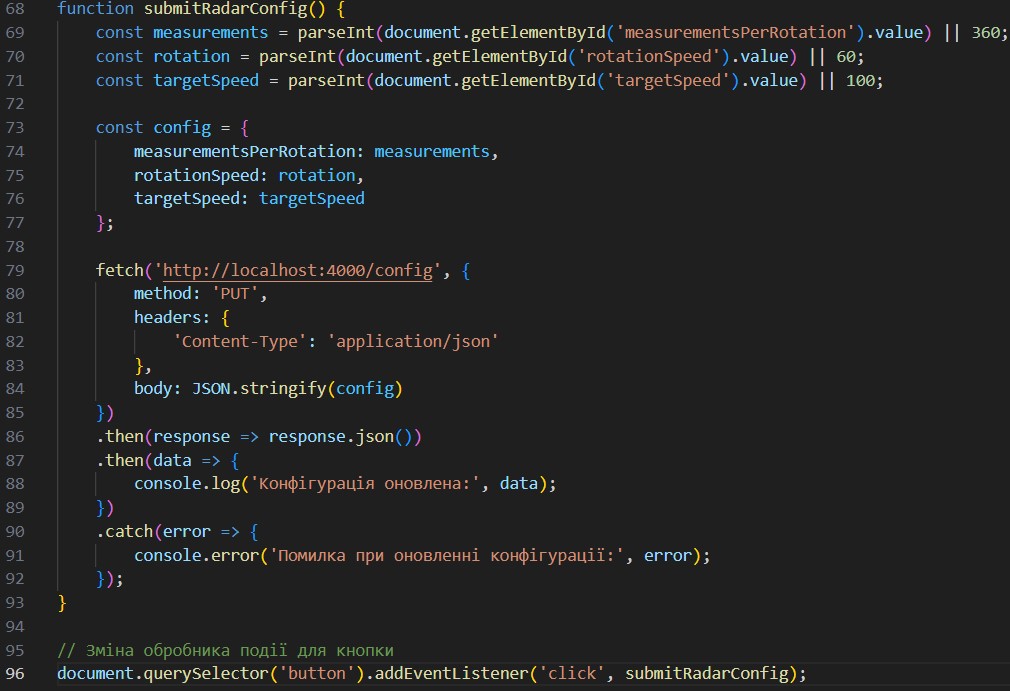 68 function submitRadarConfig() {
69     const measurements = parseInt(document.getElementById('measurementsPerRotation').value) || 360;
70     const rotation = parseInt(document.getElementById('rotationSpeed').value) || 60;
71     const targetSpeed = parseInt(document.getElementById('targetSpeed').value) || 100;
72
73     const config = {
74         measurementsPerRotation: measurements,
75         rotationSpeed: rotation,
76         targetSpeed: targetSpeed
77     };
78
79     fetch('http://localhost:4000/config', {
80         method: 'PUT',
81         headers: {
82             'Content-Type': 'application/json'
83         },
84         body: JSON.stringify(config)
85     })
86     .then(response => response.json())
87     .then(data => {
88         console.log('Конфігурація оновлена:', data);
89     })
90     .catch(error => {
91         console.error('Помилка при оновленні конфігурації:', error);
92     });
93 }
94
95 // Зміна обробника події для кнопки
96 document.querySelector('button').addEventListener('click', submitRadarConfig);